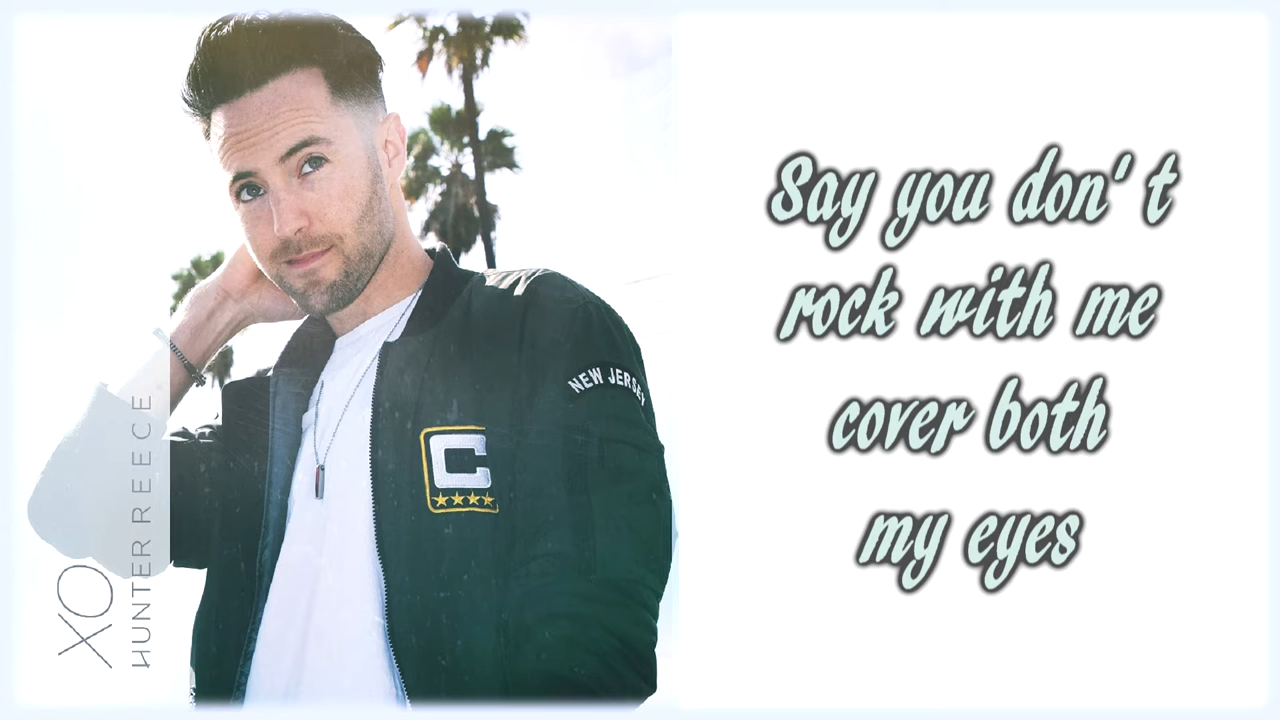 XO
HUNTER REECE
NEW JERSEY
C
Say you don't
rock with me
cover both
my eyes